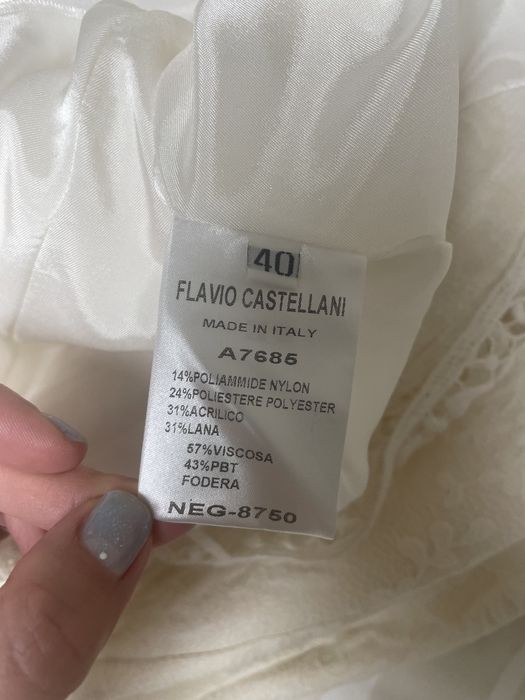 40
FLAVIO CASTELLANI
MADE IN ITALY
A7685
14%POLIAMMIDE NYLON
24%POLIESTERE POLYESTER
31%ACRILICO
31%LANA
57%VISCOSA
43%PBT
FODERA
NEG-8750